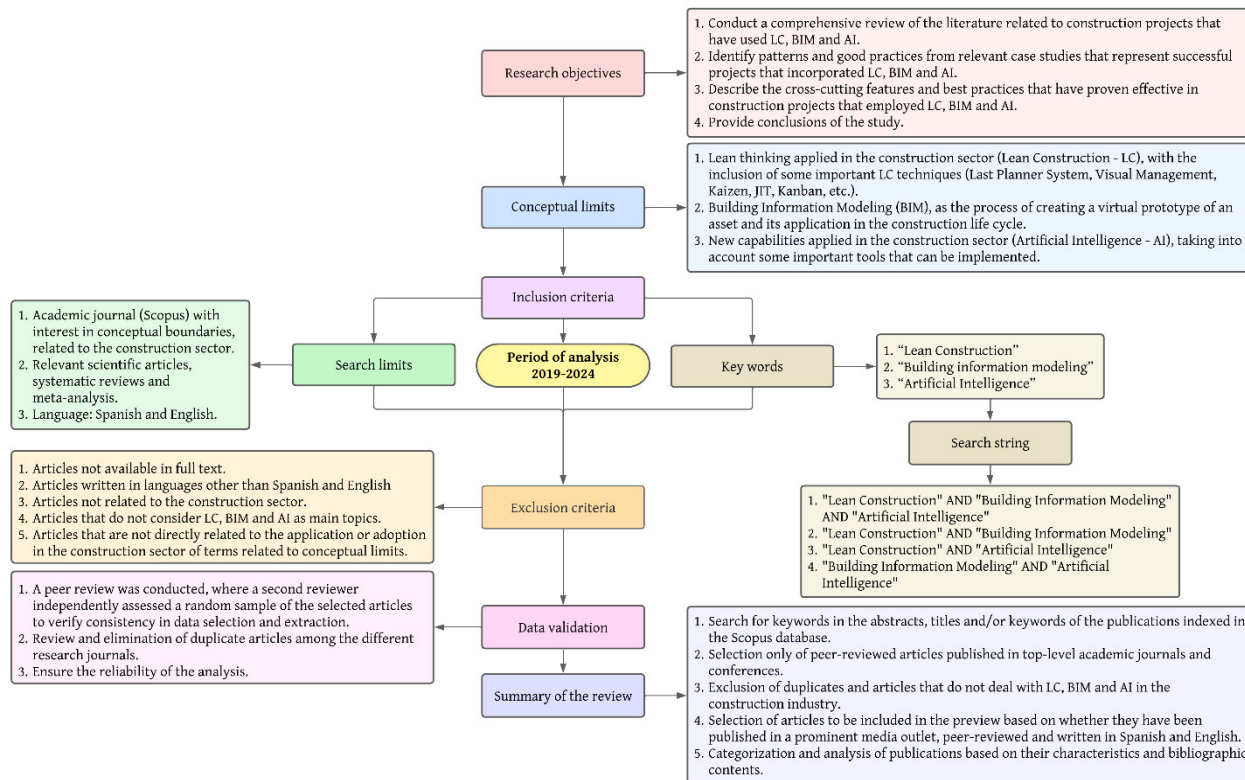 Research objectives
1. Conduct a comprehensive review of the literature related to construction projects that
have used LC, BIM and AI.
2. Identify patterns and good practices from relevant case studies that represent successful
projects that incorporated LC, BIM and AI.
3. Describe the cross-cutting features and best practices that have proven effective in
construction projects that employed LC, BIM and AI.
4. Provide conclusions of the study.
Conceptual limits
1. Lean thinking applied in the construction sector (Lean Construction - LC), with the
inclusion of some important LC techniques (Last Planner System, Visual Management,
Kaizen, JIT, Kanban, etc.).
2. Building Information Modeling (BIM), as the process of creating a virtual prototype of an
asset and its application in the construction life cycle.
3. New capabilities applied in the construction sector (Artificial Intelligence - AI), taking into
account some important tools that can be implemented.
Inclusion criteria
1. Academic journal (Scopus) with
interest in conceptual boundaries,
related to the construction sector.
2. Relevant scientific articles,
systematic reviews and
meta-analysis.
3. Language: Spanish and English.
Search limits
Period of analysis
2019-2024
Key words
1. “Lean Construction”
2. “Building information modeling”
3. “Artificial Intelligence”
Search string
1. "Lean Construction" AND "Building Information Modeling"
AND "Artificial Intelligence"
2. "Lean Construction" AND "Building Information Modeling"
3. "Lean Construction" AND "Artificial Intelligence"
4. "Building Information Modeling" AND "Artificial
Intelligence"
1. Articles not available in full text.
2. Articles written in languages other than Spanish and English
3. Articles not related to the construction sector.
4. Articles that do not consider LC, BIM and AI as main topics.
5. Articles that are not directly related to the application or adoption
in the construction sector of terms related to conceptual limits.
Exclusion criteria
1. A peer review was conducted, where a second reviewer
independently assessed a random sample of the selected articles
to verify consistency in data selection and extraction.
2. Review and elimination of duplicate articles among the different
research journals.
3. Ensure the reliability of the analysis.
Data validation
Summary of the review
1. Search for keywords in the abstracts, titles and/or keywords of the publications indexed in
the Scopus database.
2. Selection only of peer-reviewed articles published in top-level academic journals and
conferences.
3. Exclusion of duplicates and articles that do not deal with LC, BIM and AI in the
construction industry.
4. Selection of articles to be included in the preview based on whether they have been
published in a prominent media outlet, peer-reviewed and written in Spanish and English.
5. Categorization and analysis of publications based on their characteristics and bibliographic
contents.